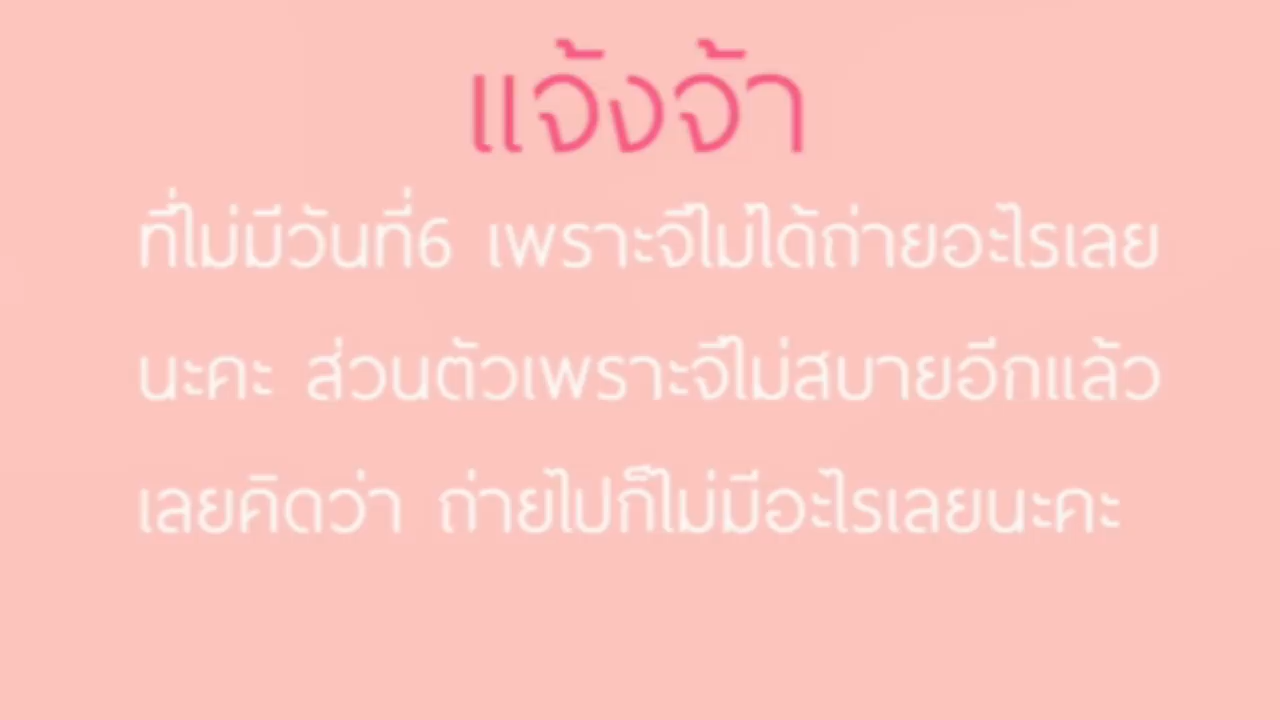 แจ้งจ้า
ที่ไม่มีวันที่6 เพราะจีไม่ได้ถ่ายอะไรเลย
นะคะ ส่วนตัวเพราะจีไม่สบายอีกแล้ว
เลยคิดว่า ถ่ายไปก็ไม่มีอะไรเลยนะคะ